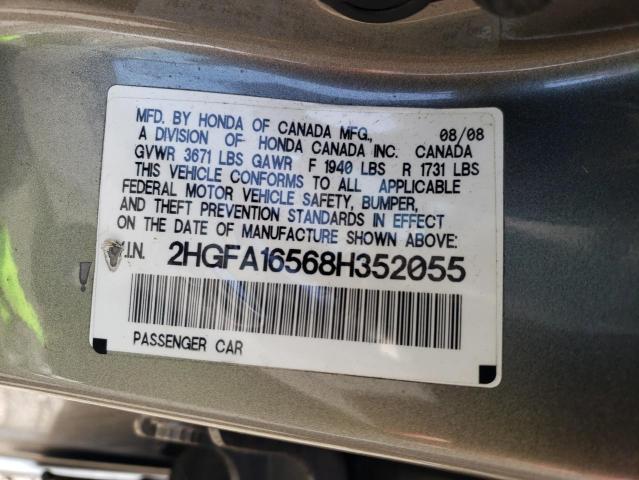 MFD. BY HONDA OF CANADA MFG., 08/08
A DIVISION OF HONDA CANADA INC. CANADA
GVWR 3671 LBS GAWR F 1940 LBS R 1731 LBS
THIS VEHICLE CONFORMS TO ALL APPLICABLE
FEDERAL MOTOR VEHICLE SAFETY, BUMPER,
AND THEFT PREVENTION STANDARDS IN EFFECT
ON THE DATE OF MANUFACTURE SHOWN ABOVE:
V.I.N. 2HGFA16568H352055
PASSENGER CAR